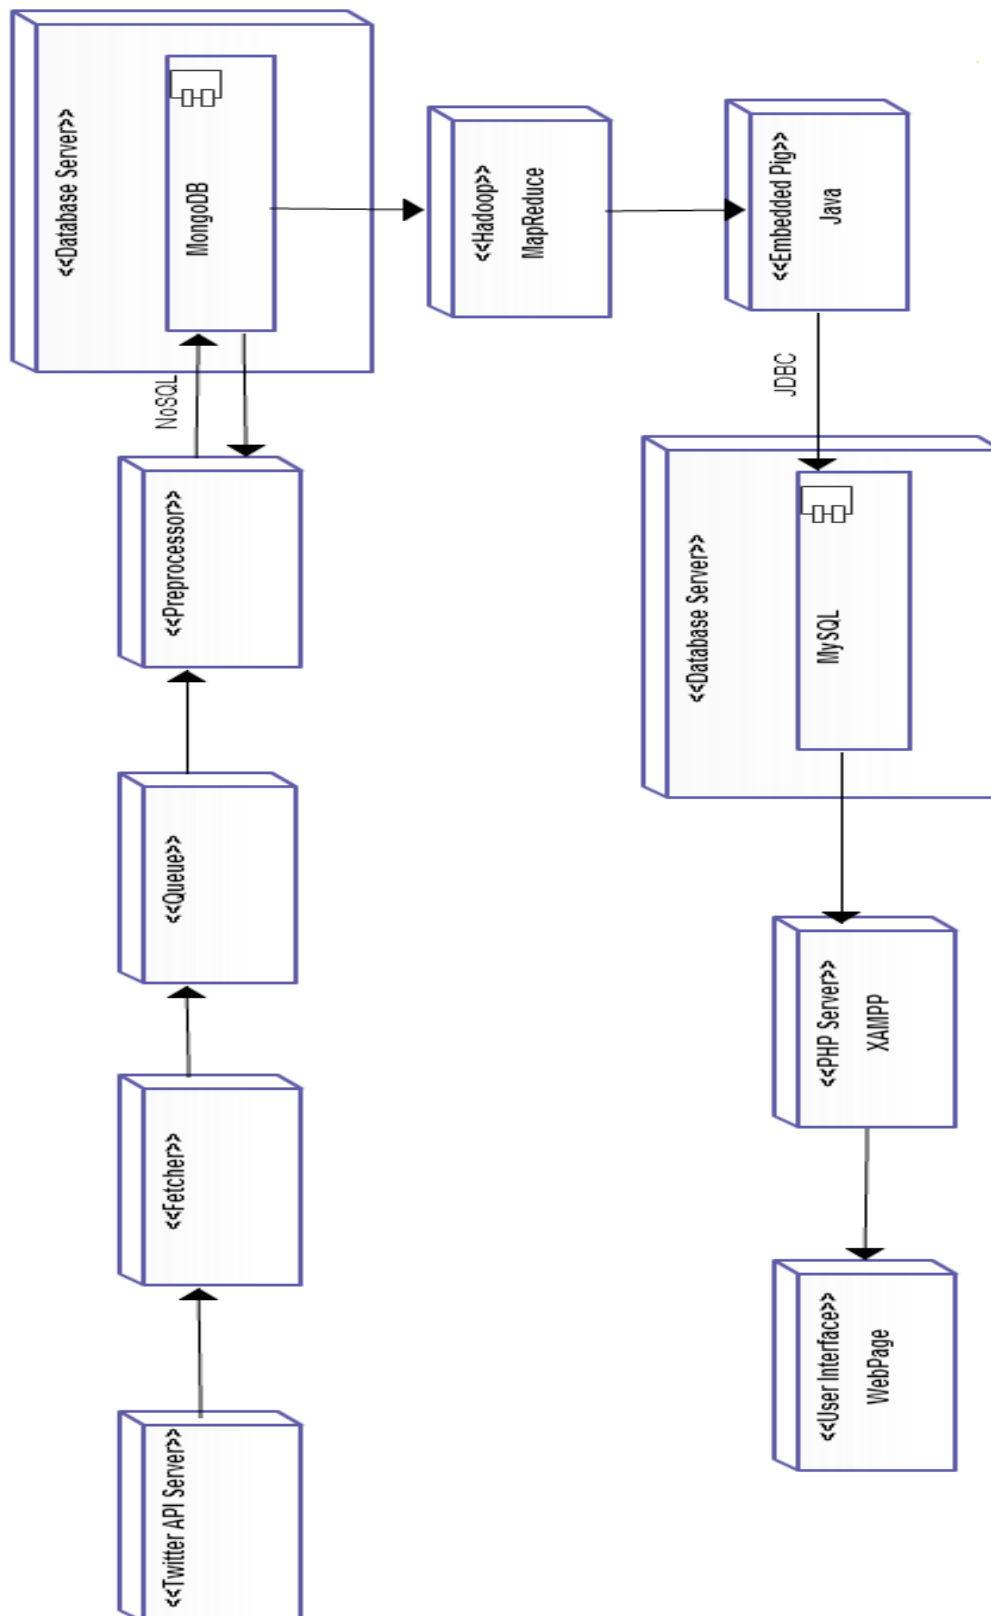 <<Twitter API Server>>
<<Fetcher>>
<<Queue>>
<<Preprocessor>>
NoSQL
<<Database Server>>
MongoDB
<<Hadoop>>
MapReduce
<<Embedded Pig>>
Java
JDBC
<<Database Server>>
MySQL
<<PHP Server>>
XAMPP
<<User Interface>>
WebPage